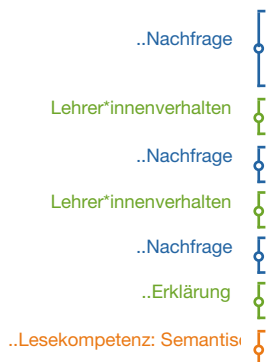 ..Nachfrage
Lehrer*innenverhalten
..Nachfrage
Lehrer*innenverhalten
..Nachfrage
..Erklärung
..Lesekompetenz: Semantis